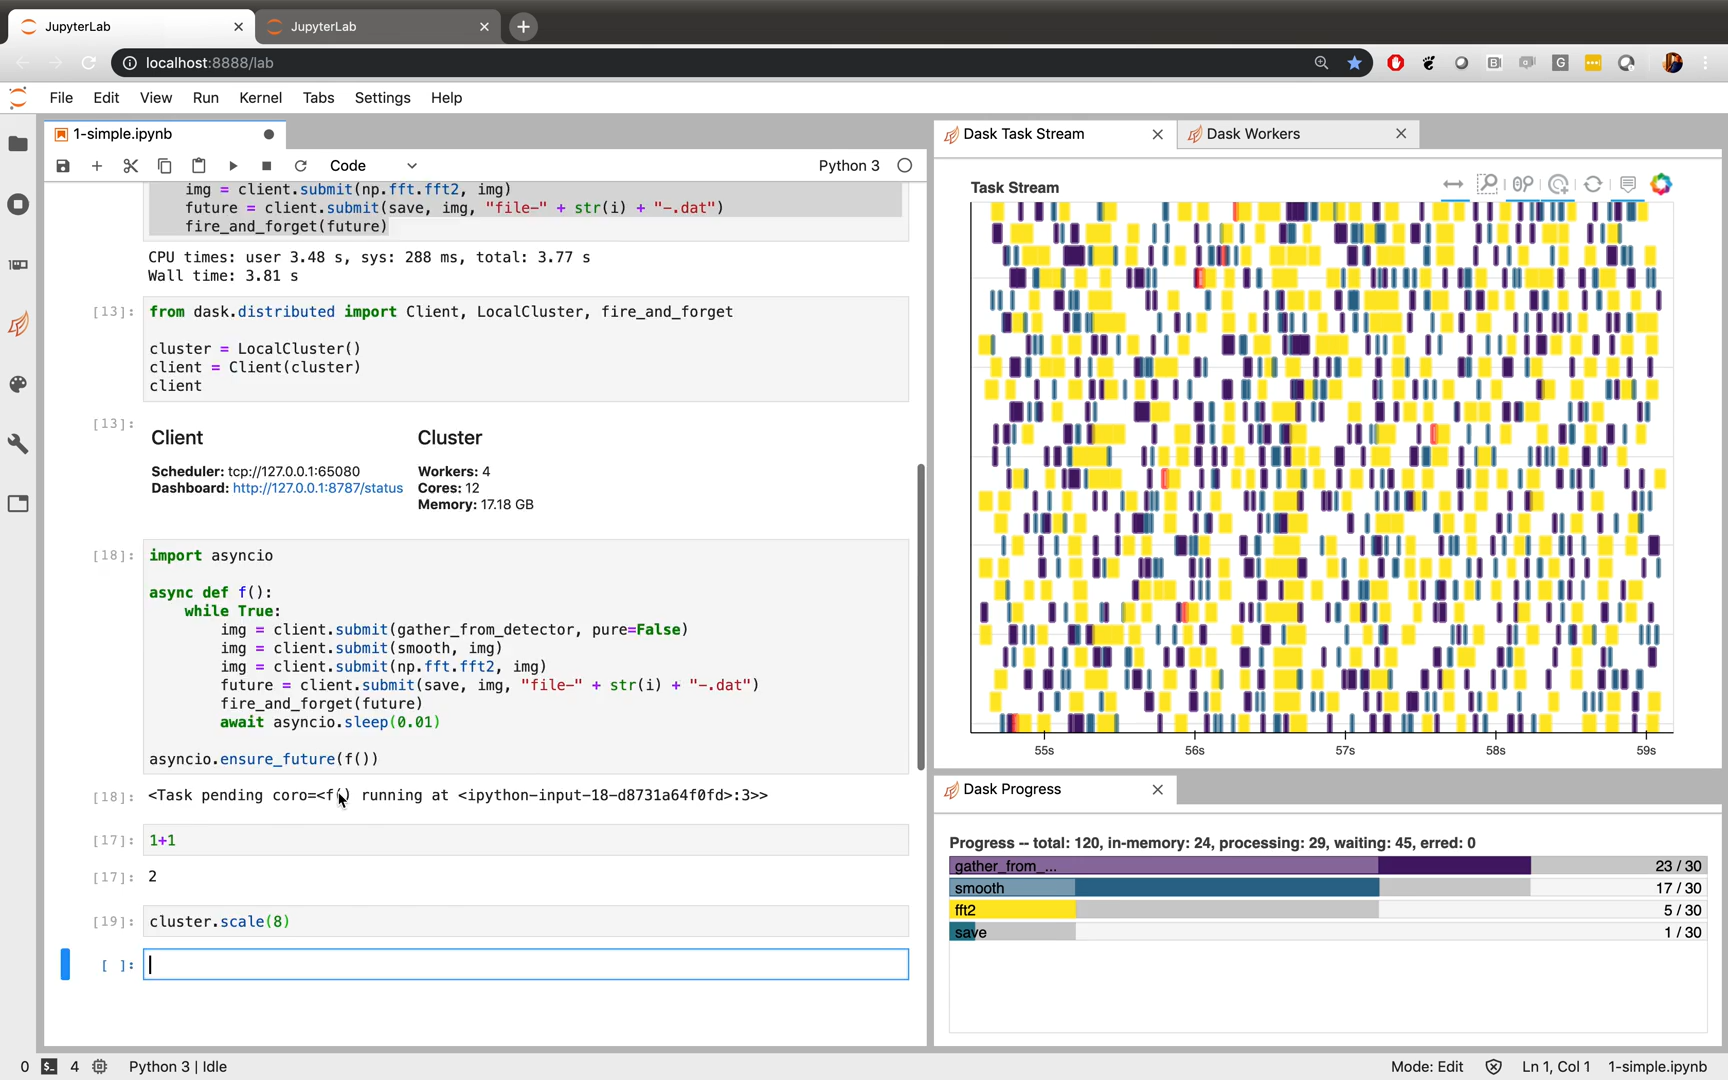 JupyterLab
JupyterLab
localhost:8888/lab
File Edit View Run Kernel Tabs Settings Help
1-simple.ipynb
Code
Python 3
img = client.submit(np.fft.fft2, img)
future = client.submit(save, img, "file-" + str(i) + "-.dat")
fire_and_forget(future)
CPU times: user 3.48 s, sys: 288 ms, total: 3.77 s
Wall time: 3.81 s
[13]: from dask.distributed import Client, LocalCluster, fire_and_forget
cluster = LocalCluster()
client = Client(cluster)
client
[13]:
Client
Scheduler: tcp://127.0.0.1:65080
Dashboard: http://127.0.0.1:8787/status
Cluster
Workers: 4
Cores: 12
Memory: 17.18 GB
[18]: import asyncio
async def f():
while True:
img = client.submit(gather_from_detector, pure=False)
img = client.submit(smooth, img)
img = client.submit(np.fft.fft2, img)
future = client.submit(save, img, "file-" + str(i) + "-.dat")
fire_and_forget(future)
await asyncio.sleep(0.01)
asyncio.ensure_future(f())
[18]: <Task pending coro=<f() running at <ipython-input-18-d8731a64f0fd>:3>>
[17]: 1+1
[17]: 2
[19]: cluster.scale(8)
[ ]:
Dask Task Stream
Dask Workers
Task Stream
55s 56s 57s 58s 59s
Dask Progress
Progress -- total: 120, in-memory: 24, processing: 29, waiting: 45, erred: 0
gather_from_... 23 / 30
smooth 17 / 30
fft2 5 / 30
save 1 / 30
0 4 Python 3 | Idle
Mode: Edit Ln 1, Col 1 1-simple.ipynb